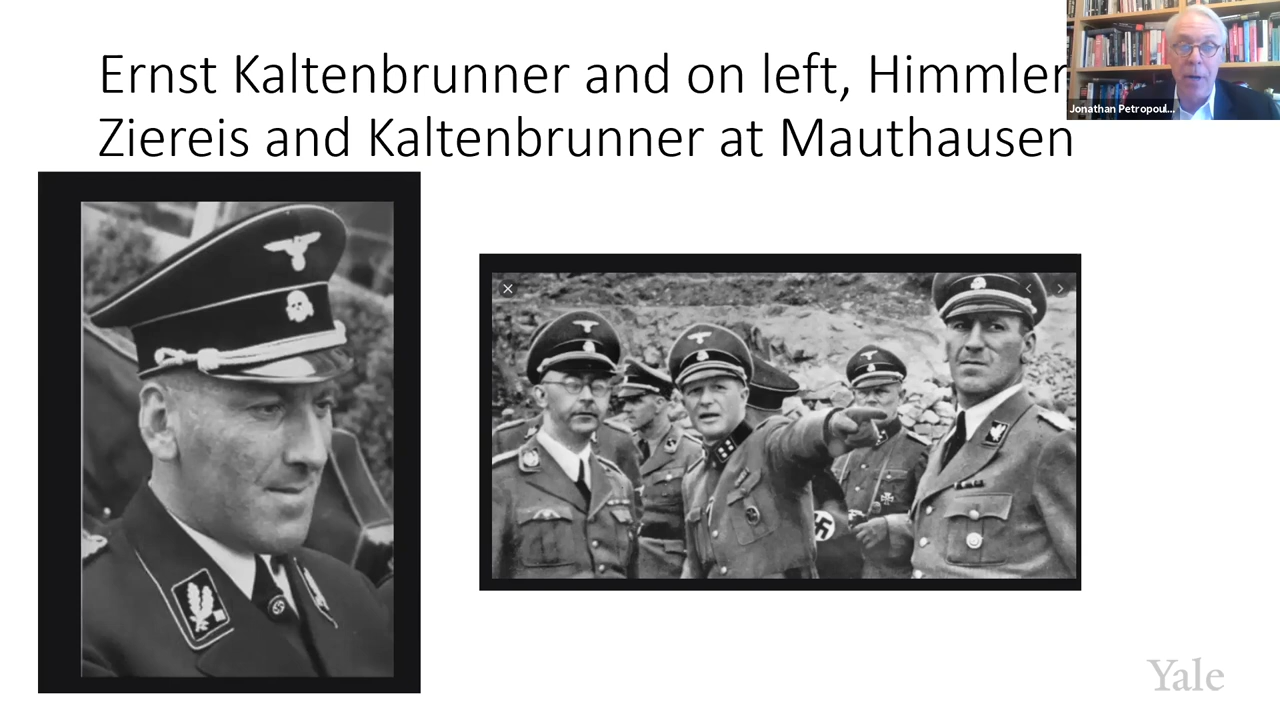 Ernst Kaltenbrunner and on left, Himmler
Ziereis and Kaltenbrunner at Mauthausen
Jonathan Petropoul...
Yale